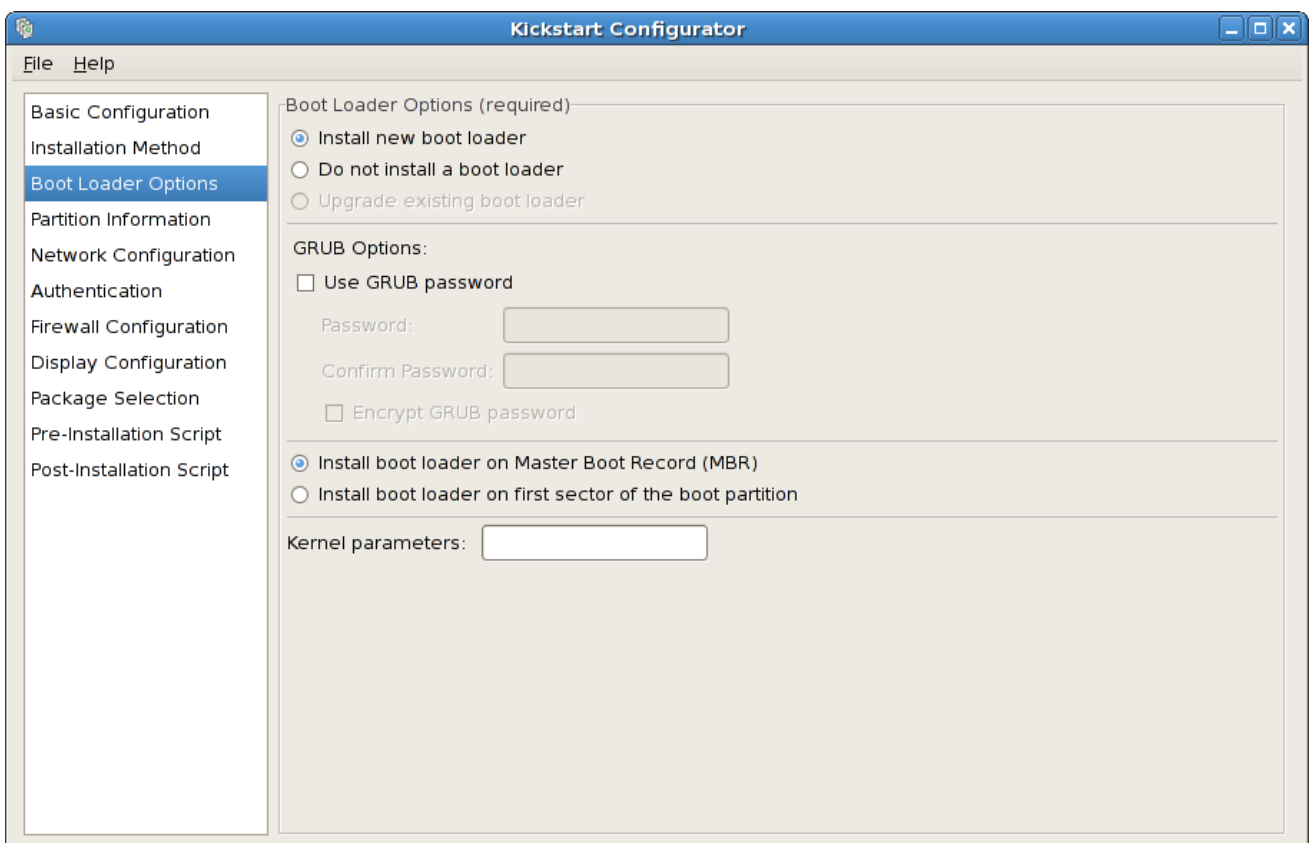 Kickstart Configurator
File Help
Basic Configuration
Installation Method
Boot Loader Options
Partition Information
Network Configuration
Authentication
Firewall Configuration
Display Configuration
Package Selection
Pre-Installation Script
Post-Installation Script
Boot Loader Options (required)
Install new boot loader
Do not install a boot loader
Upgrade existing boot loader
GRUB Options:
Use GRUB password
Password:
Confirm Password:
Encrypt GRUB password
Install boot loader on Master Boot Record (MBR)
Install boot loader on first sector of the boot partition
Kernel parameters: